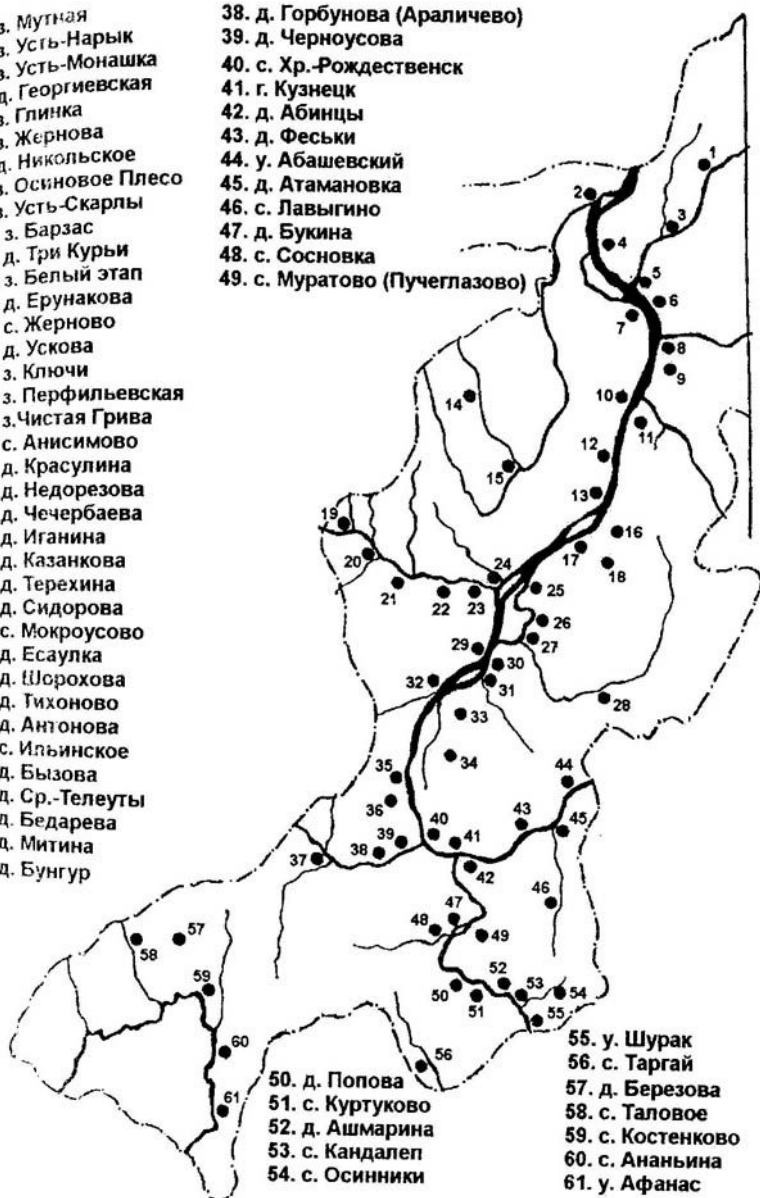 з. Мутная
з. Усть-Нарык
з. Усть-Монашка
д. Георгиевская
з. Глинка
з. Жернова
д. Никольское
з. Осиновое Плесо
з. Усть-Скарлы
з. Барзас
д. Три Курьи
з. Белый этап
д. Ерунакова
с. Жерново
д. Ускова
з. Ключи
з. Перфильевская
з.Чистая Грива
с. Анисимово
д. Красулина
д. Недорезова
д. Чечербаева
д. Иганина
д. Казанкова
д. Терехина
д. Сидорова
с. Мокроусово
д. Есаулка
д. Шорохова
д. Тихоново
д. Антонова
с. Ильинское
д. Бызова
д. Ср.-Телеуты
д. Бедарева
д. Митина
д. Бунгур
38. д. Горбунова (Араличево)
39. д. Черноусова
40. с. Хр.-Рождественск
41. г. Кузнецк
42. д. Абинцы
43. д. Феськи
44. у. Абашевский
45. д. Атамановка
46. с. Лавыгино
47. д. Букина
48. с. Сосновка
49. с. Муратово (Пучеглазово)
1
2
3
4
5
6
7
8
9
10
11
12
13
14
15
16
17
18
19
20
21
22
23
24
25
26
27
28
29
30
31
32
33
34
35
36
37
38
39
40
41
42
43
44
45
46
47
48
49
50
51
52
53
54
55
56
57
58
59
60
61
50. д. Попова
51. с. Куртуково
52. д. Ашмарина
53. с. Кандалеп
54. с. Осинники
55. у. Шурак
56. с. Таргай
57. д. Березова
58. с. Таловое
59. с. Костенково
60. с. Ананьина
61. у. Афанас